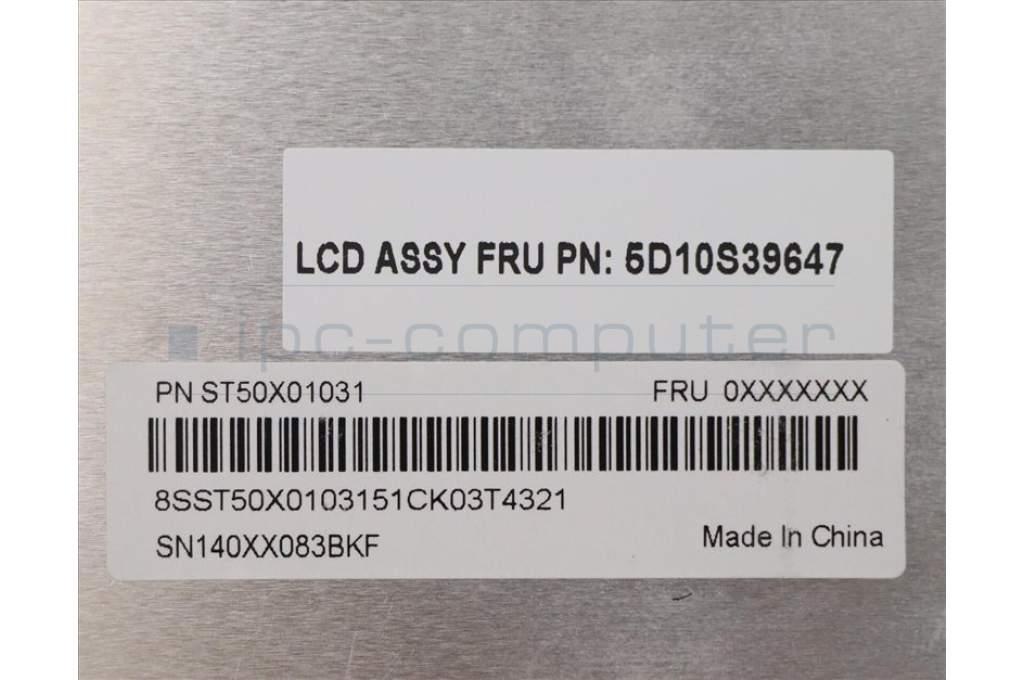 LCD ASSY FRU PN: 5D10S39647
ipc-computer
PN ST50X01031 FRU 0XXXXXXX
8SST50X0103151CK03T4321
SN140XX083BKF Made In China